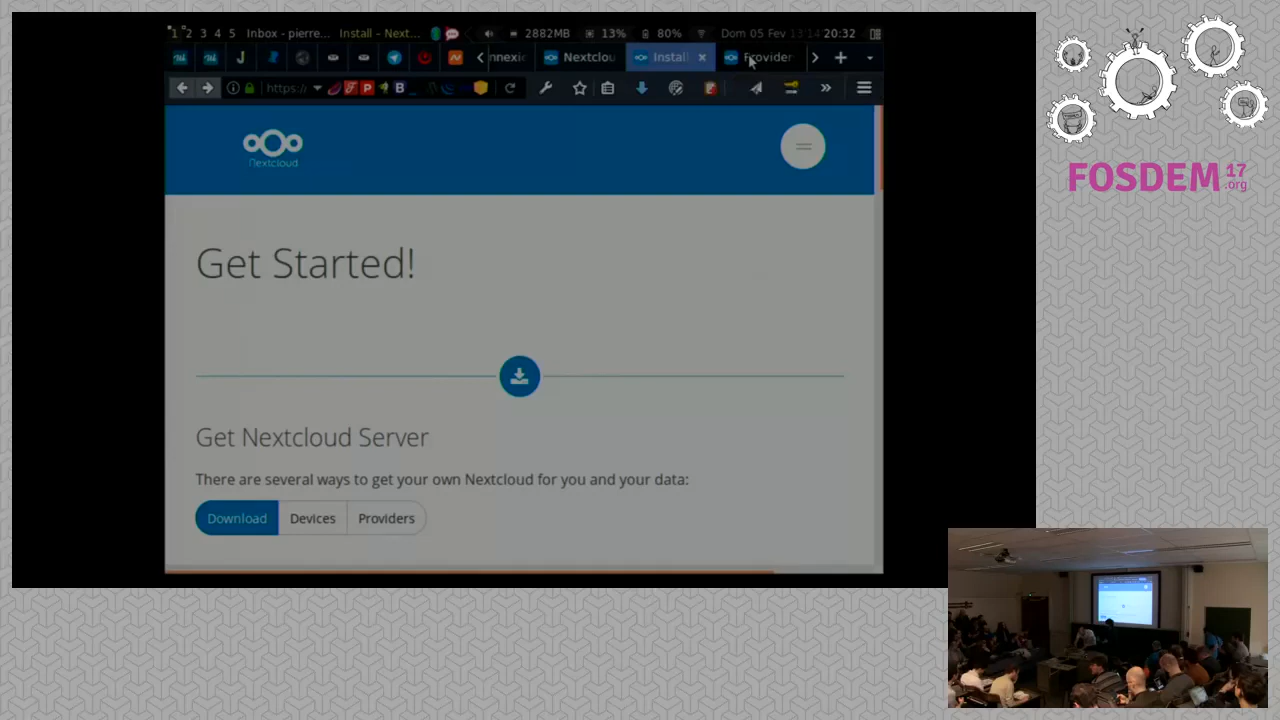 1 2 3 4 5 Inbox - pierre... Install – Next... 2882MB 13% 80% Dom 05 Fev 13:14 20:32
J nnexic Nextclou Install Provider
https://
Nextcloud
Get Started!
Get Nextcloud Server
There are several ways to get your own Nextcloud for you and your data:
Download Devices Providers
FOSDEM 17 .org